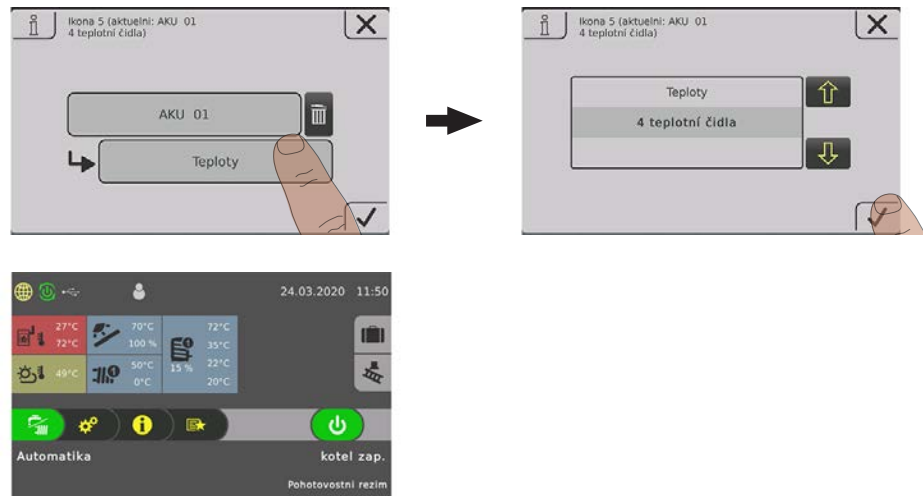 Ikona 5 (aktuelni: AKU 01
4 teplotní čidla)
AKU 01
Teploty
Ikona 5 (aktuelni: AKU 01
4 teplotní čidla)
Teploty
4 teplotní čidla
24.03.2020 11:50
27°C 70°C 72°C
72°C 100 % 35°C
49°C 50°C 15 % 22°C
0°C 20°C
Automatika kotel zap.
Pohotovostni rezim